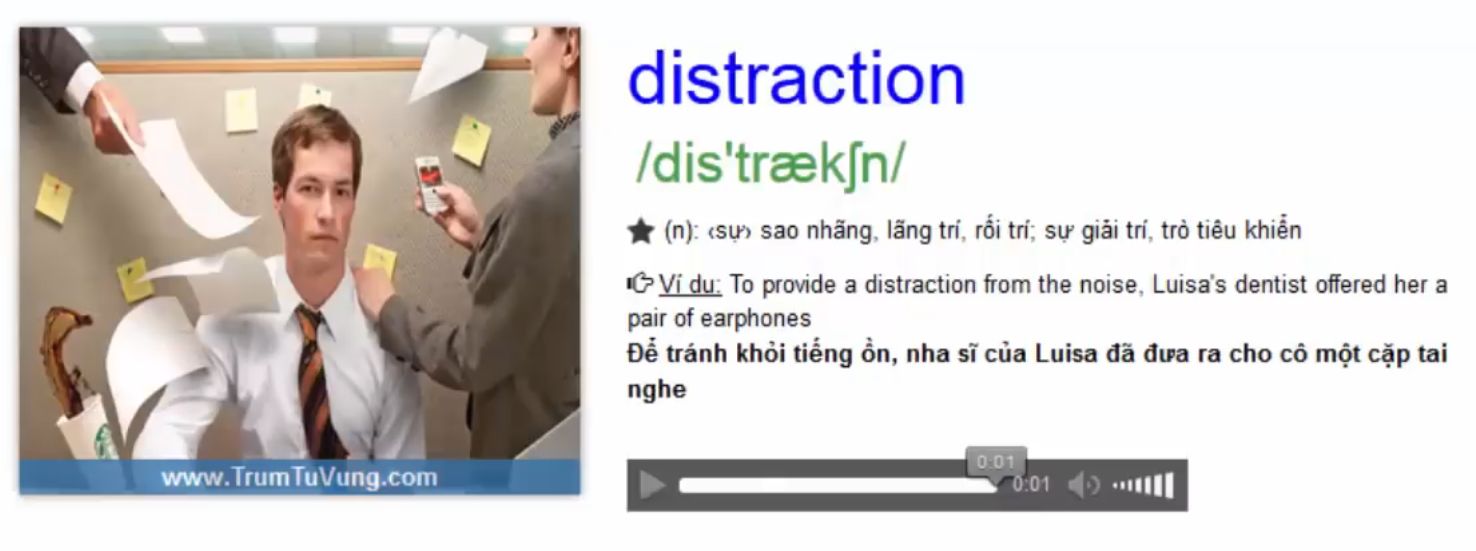 distraction
/dis'trækʃn/
★ (n): ‹sự› sao nhãng, lãng trí, rối trí; sự giải trí, trò tiêu khiển
Ví du: To provide a distraction from the noise, Luisa's dentist offered her a
pair of earphones
Để tránh khỏi tiếng ồn, nha sĩ của Luisa đã đưa ra cho cô một cặp tai
nghe
0:01
0:01
www.TrumTuVung.com